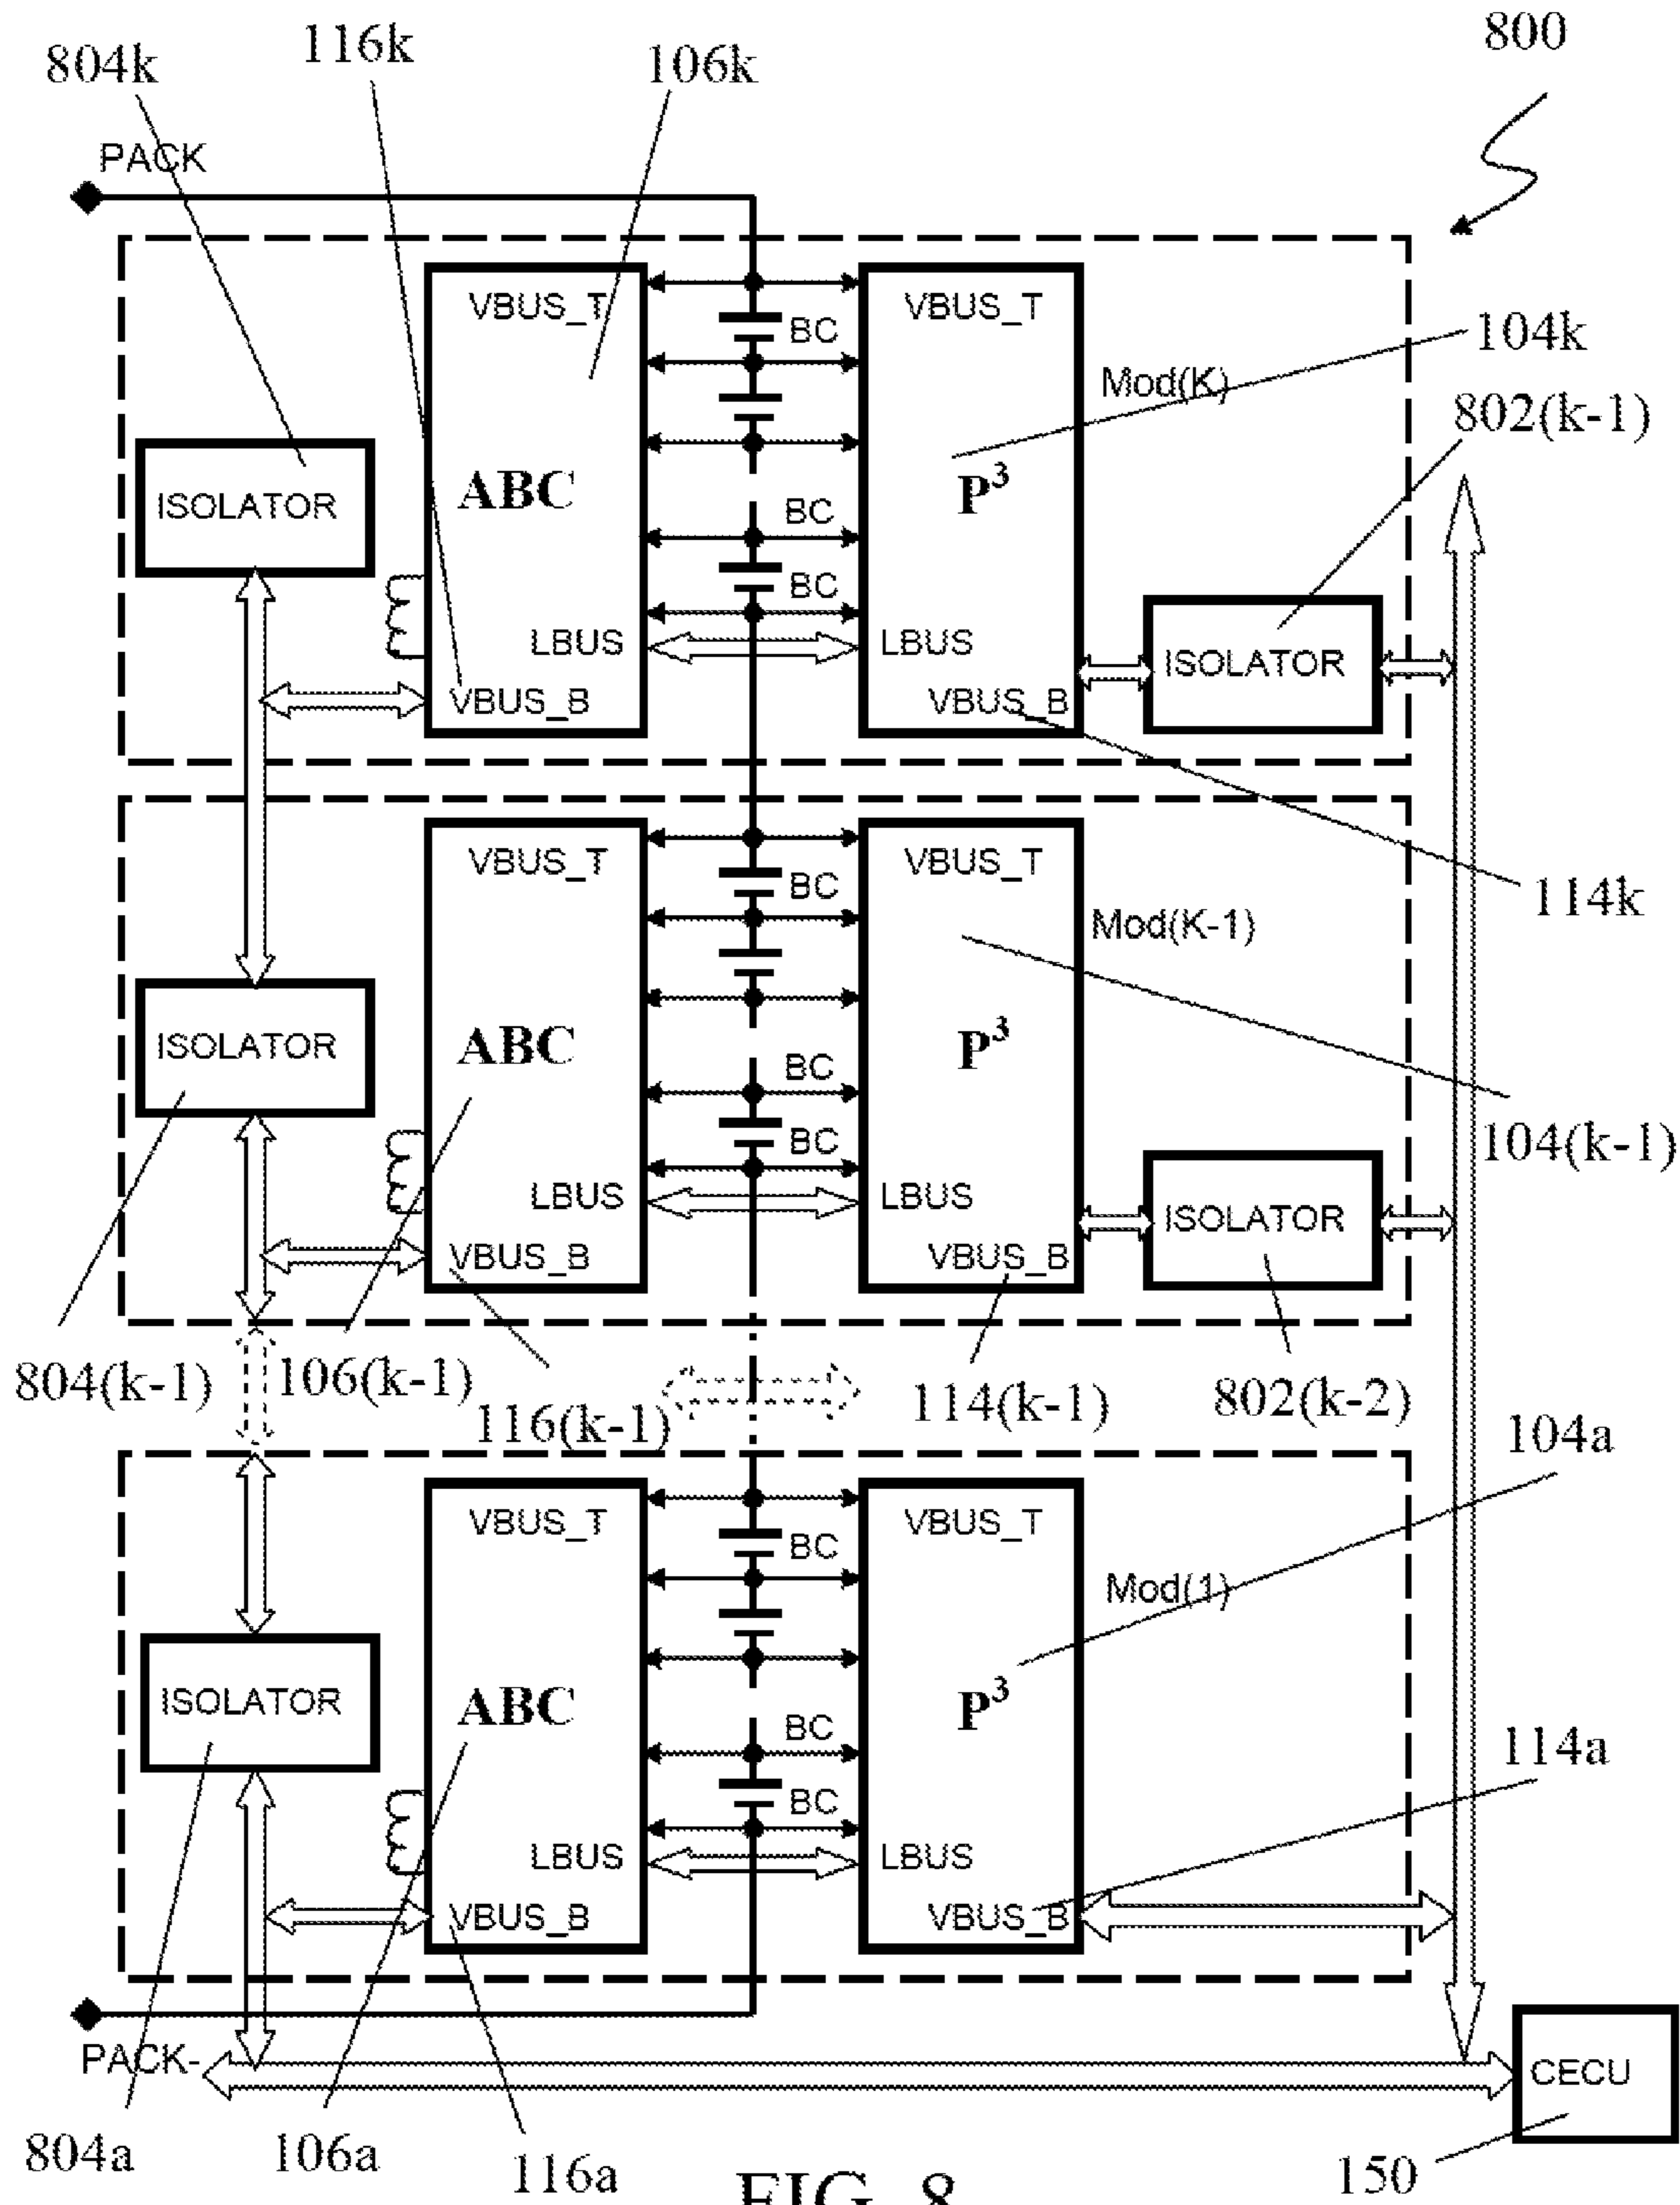 800
116k
804k
106k
PACK
VBUS_T
VBUS_T
BC
104k
Mod(K)
802(k-1)
ABC
P³
ISOLATOR
BC
BC
LBUS
LBUS
ISOLATOR
VBUS_B
VBUS_B
VBUS_T
VBUS_T
BC
114k
Mod(K-1)
ISOLATOR
ABC
P³
BC
BC
104(k-1)
LBUS
LBUS
ISOLATOR
VBUS_B
VBUS_B
804(k-1)
106(k-1)
116(k-1)
114(k-1)
802(k-2)
104a
VBUS_T
VBUS_T
BC
Mod(1)
ISOLATOR
ABC
P³
BC
114a
BC
LBUS
LBUS
VBUS_B
VBUS_B
PACK-
CECU
804a
106a
116a
150
FIG. 8